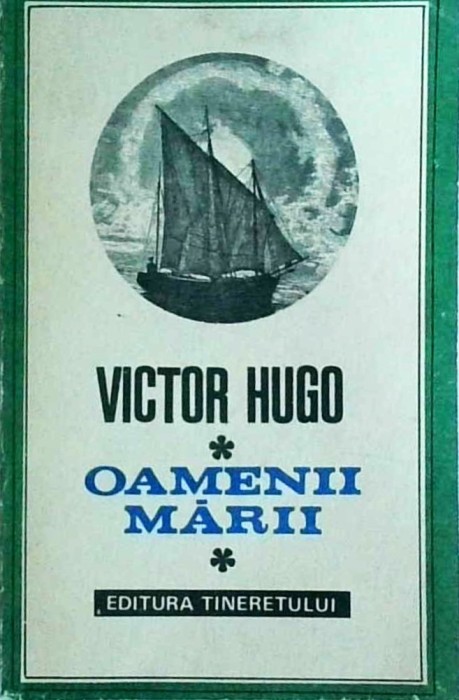 VICTOR HUGO
*
OAMENII
MĂRII
*
EDITURA TINERETULUI